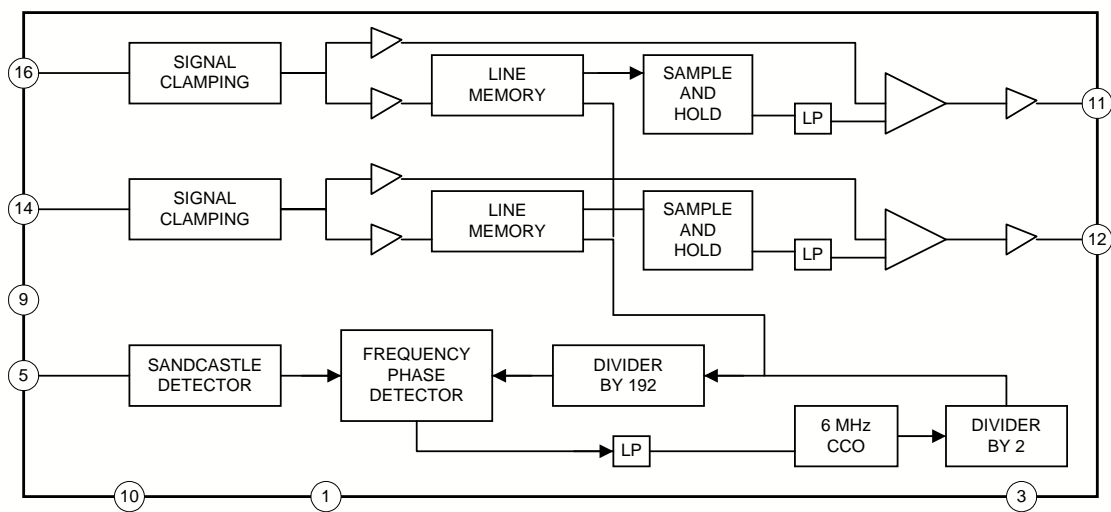 16
SIGNAL
CLAMPING
LINE
MEMORY
SAMPLE
AND
HOLD
LP
11
14
SIGNAL
CLAMPING
LINE
MEMORY
SAMPLE
AND
HOLD
LP
12
9
5
SANDCASTLE
DETECTOR
FREQUENCY
PHASE
DETECTOR
DIVIDER
BY 192
LP
6 MHz
CCO
DIVIDER
BY 2
10
1
3